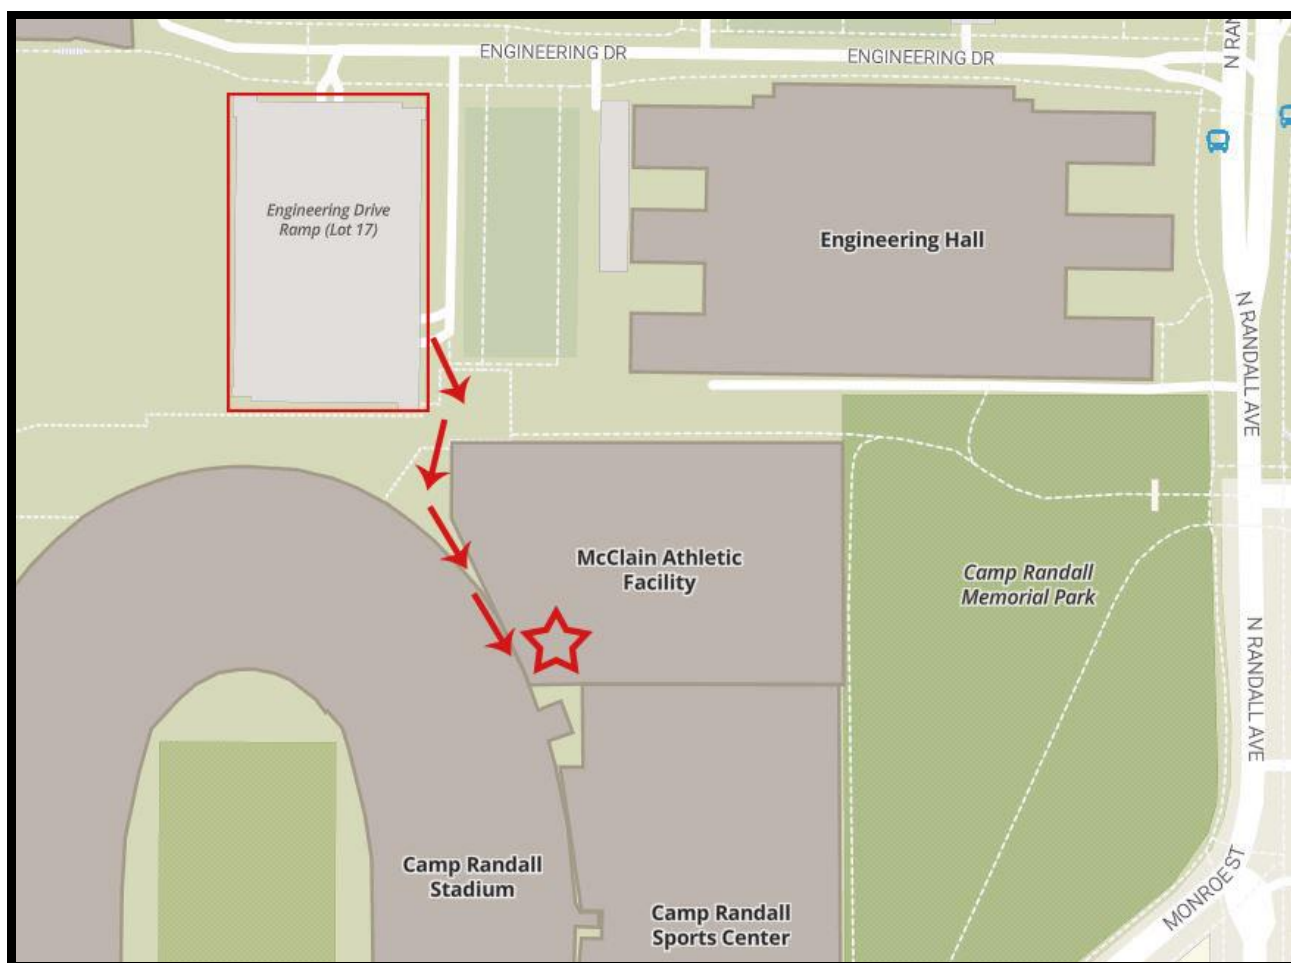 ENGINEERING DR
ENGINEERING DR
N RAN
Engineering Drive
Ramp (Lot 17)
Engineering Hall
N RANDALL AVE
McClain Athletic
Facility
Camp Randall
Memorial Park
N RANDALL AVE
Camp Randall
Stadium
MONROE ST
Camp Randall
Sports Center